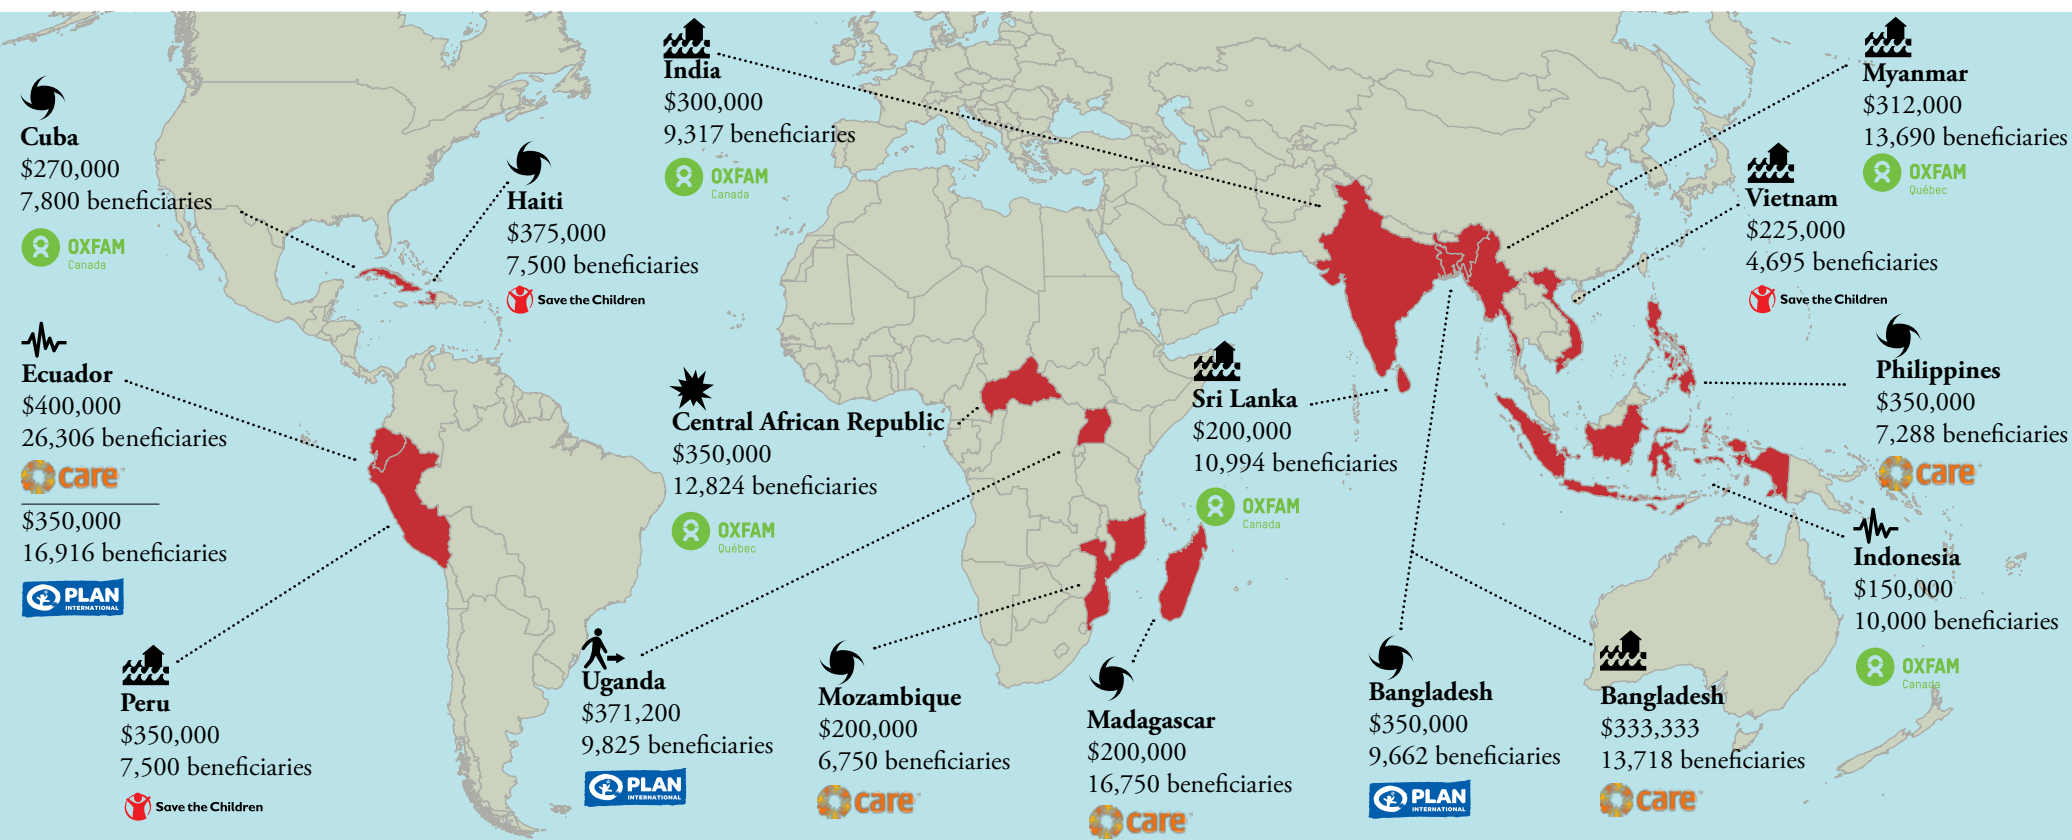 Cuba
$270,000
7,800 beneficiaries
OXFAM
Canada
Haiti
$375,000
7,500 beneficiaries
Save the Children
India
$300,000
9,317 beneficiaries
OXFAM
Canada
Myanmar
$312,000
13,690 beneficiaries
OXFAM
Québec
Vietnam
$225,000
4,695 beneficiaries
Save the Children
Ecuador
$400,000
26,306 beneficiaries
care
$350,000
16,916 beneficiaries
PLAN
INTERNATIONAL
Central African Republic
$350,000
12,824 beneficiaries
OXFAM
Québec
Sri Lanka
$200,000
10,994 beneficiaries
OXFAM
Canada
Philippines
$350,000
7,288 beneficiaries
care
Indonesia
$150,000
10,000 beneficiaries
OXFAM
Canada
Peru
$350,000
7,500 beneficiaries
Save the Children
Uganda
$371,200
9,825 beneficiaries
PLAN
INTERNATIONAL
Mozambique
$200,000
6,750 beneficiaries
care
Madagascar
$200,000
16,750 beneficiaries
care
Bangladesh
$350,000
9,662 beneficiaries
PLAN
INTERNATIONAL
Bangladesh
$333,333
13,718 beneficiaries
care